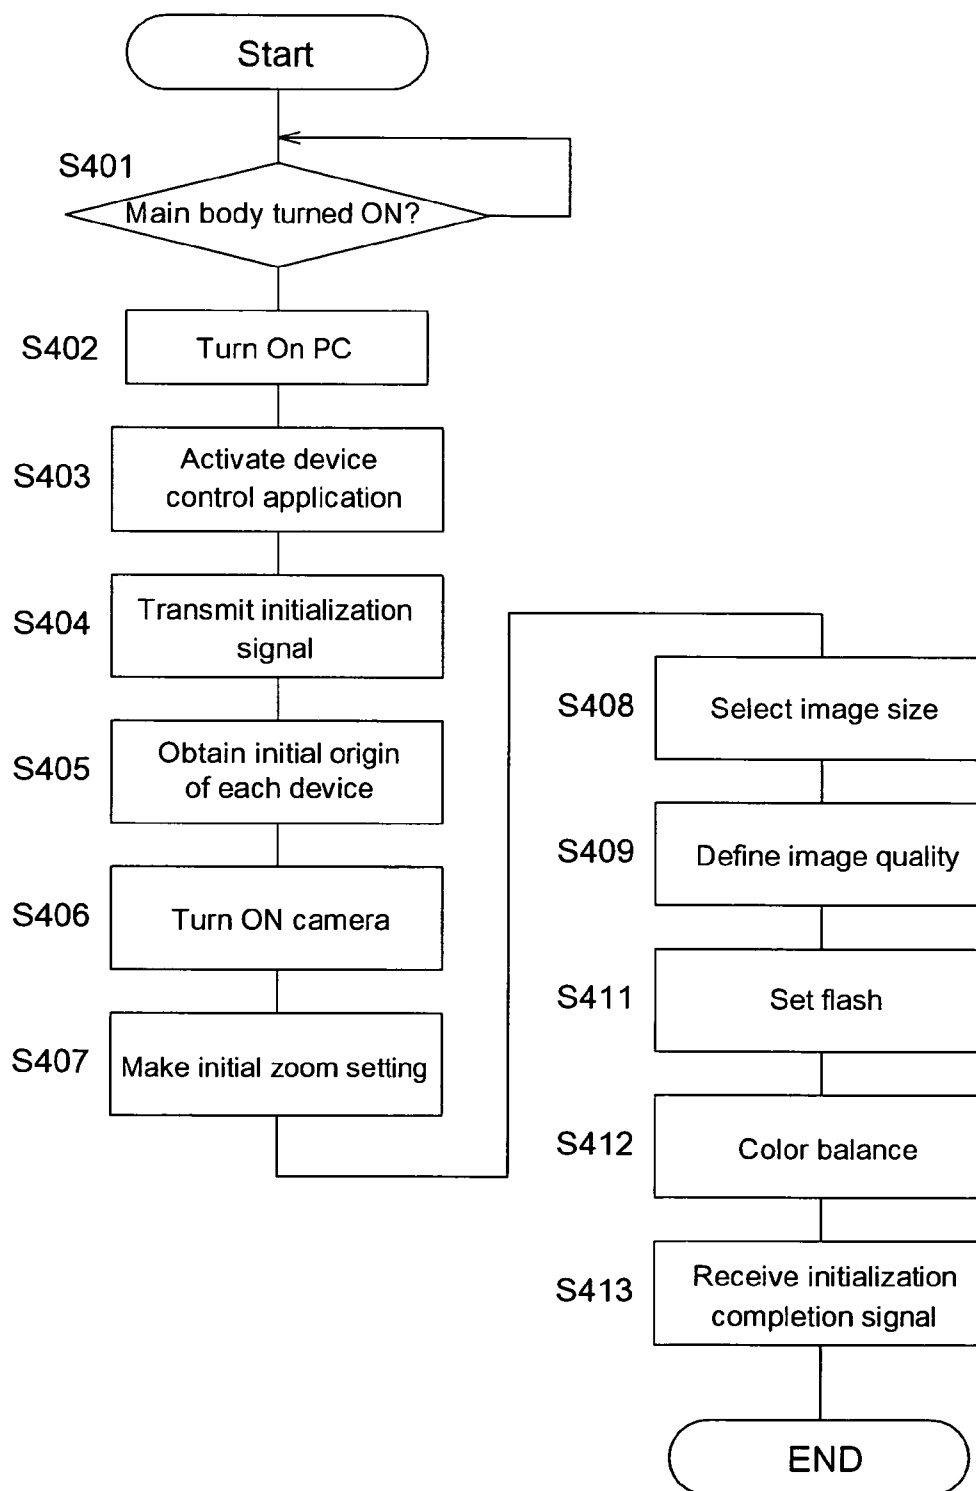 Start
S401
Main body turned ON?
S402
Turn On PC
S403
Activate device
control application
S404
Transmit initialization
signal
S405
Obtain initial origin
of each device
S406
Turn ON camera
S407
Make initial zoom setting
S408
Select image size
S409
Define image quality
S411
Set flash
S412
Color balance
S413
Receive initialization
completion signal
END